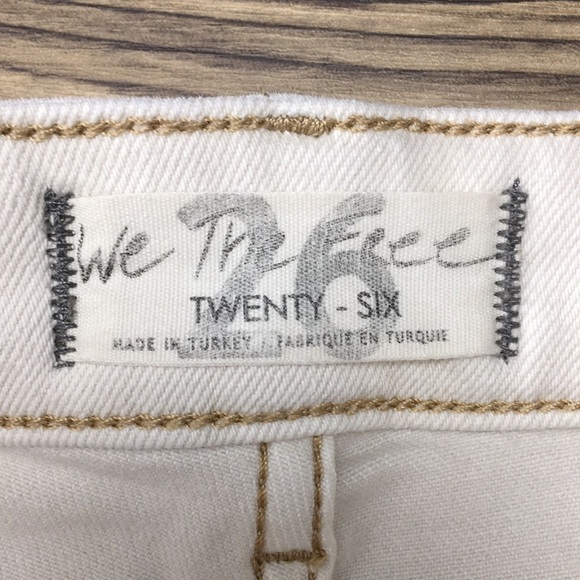 26
We The Free
TWENTY - SIX
MADE IN TURKEY / FABRIQUE EN TURQUIE